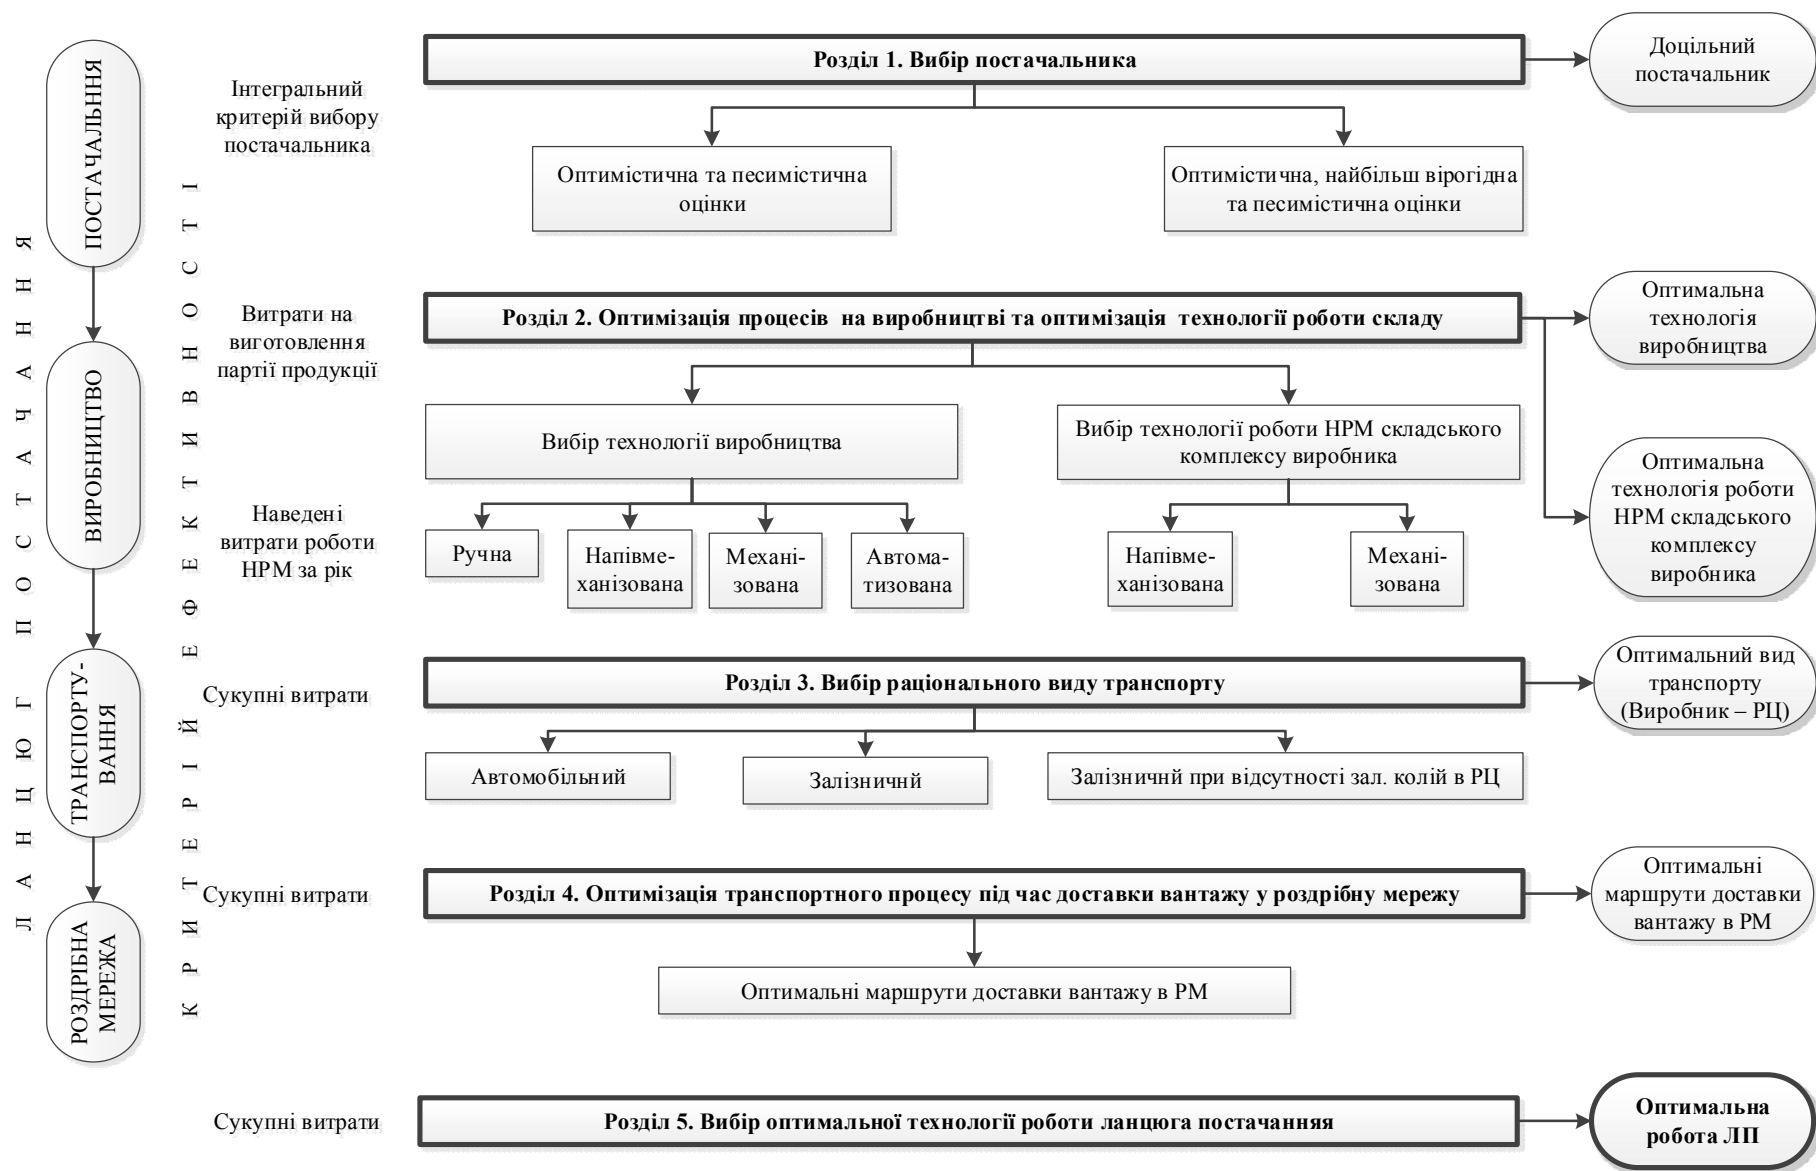 ЛАНЦЮГ ПОСТАЧАННЯ
ПОСТАЧАЛЬННЯ
ВИРОБНИЦТВО
ТРАНСПОРТУ-
ВАННЯ
РОЗДРІБНА
МЕРЕЖА
КРИТЕРІЙ ЕФЕКТИВНОСТІ
Інтегральний
критерій вибору
постачальника
Розділ 1. Вибір постачальника
Доцільний
постачальник
Оптимістична та песимістична
оцінки
Оптимістична, найбільш вірогідна
та песимістична оцінки
Витрати на
виготовлення
партії продукції
Розділ 2. Оптимізація процесів на виробництві та оптимізація технології роботи складу
Оптимальна
технологія
виробництва
Вибір технології виробництва
Вибір технології роботи НРМ складського
комплексу виробника
Оптимальна
технологія роботи
НРМ складського
комплексу
виробника
Наведені
витрати роботи
НРМ за рік
Ручна
Напівме-
ханізована
Механі-
зована
Автома-
тизована
Напівме-
ханізована
Механі-
зована
Сукупні витрати
Розділ 3. Вибір раціонального виду транспорту
Оптимальний вид
транспорту
(Виробник – РЦ)
Автомобільний
Залізничнй
Залізничнй при відсутності зал. колій в РЦ
Сукупні витрати
Розділ 4. Оптимізація транспортного процесу під час доставки вантажу у роздрібну мережу
Оптимальні
маршрути доставки
вантажу в РМ
Оптимальні маршрути доставки вантажу в РМ
Сукупні витрати
Розділ 5. Вибір оптимальної технології роботи ланцюга постачанняя
Оптимальна
робота ЛП